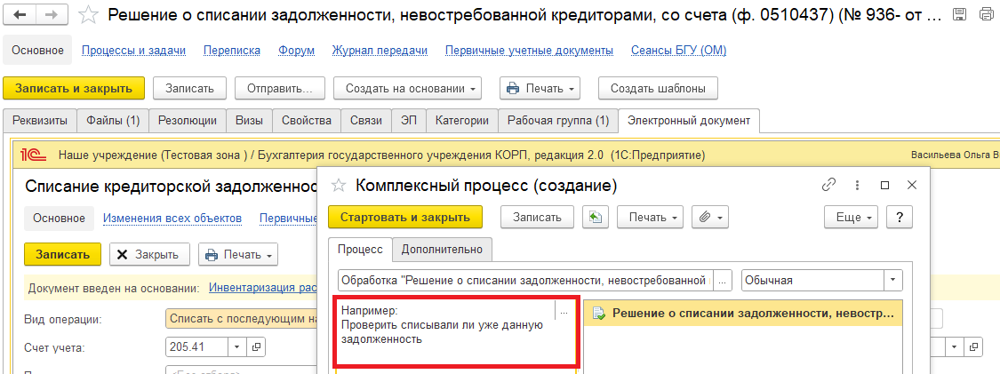 Решение о списании задолженности, невостребованной кредиторами, со счета (ф. 0510437) (№ 936- от ...
Основное Процессы и задачи Переписка Форум Журнал передачи Первичные учетные документы Сеансы БГУ (ОМ)
Записать и закрыть Записать Отправить... Создать на основании Печать Создать шаблоны
Реквизиты Файлы (1) Резолюции Визы Свойства Связи ЭП Категории Рабочая группа (1) Электронный документ
1С Наше учреждение (Тестовая зона ) / Бухгалтерия государственного учреждения КОРП, редакция 2.0 (1С:Предприятие) Васильева Ольга
Списание кредиторской задолженнос
Основное Изменения всех объектов Первичные
Записать Закрыть Печать
Документ введен на основании: Инвентаризация рас
Вид операции: Списать с последующим на
Счет учета: 205.41
Комплексный процесс (создание)
Стартовать и закрыть Записать Печать Еще ?
Процесс Дополнительно
Обработка "Решение о списании задолженности, невостребованной ... Обычная
Например: ...
Проверить списывали ли уже данную
задолженность
Решение о списании задолженности, невостр...